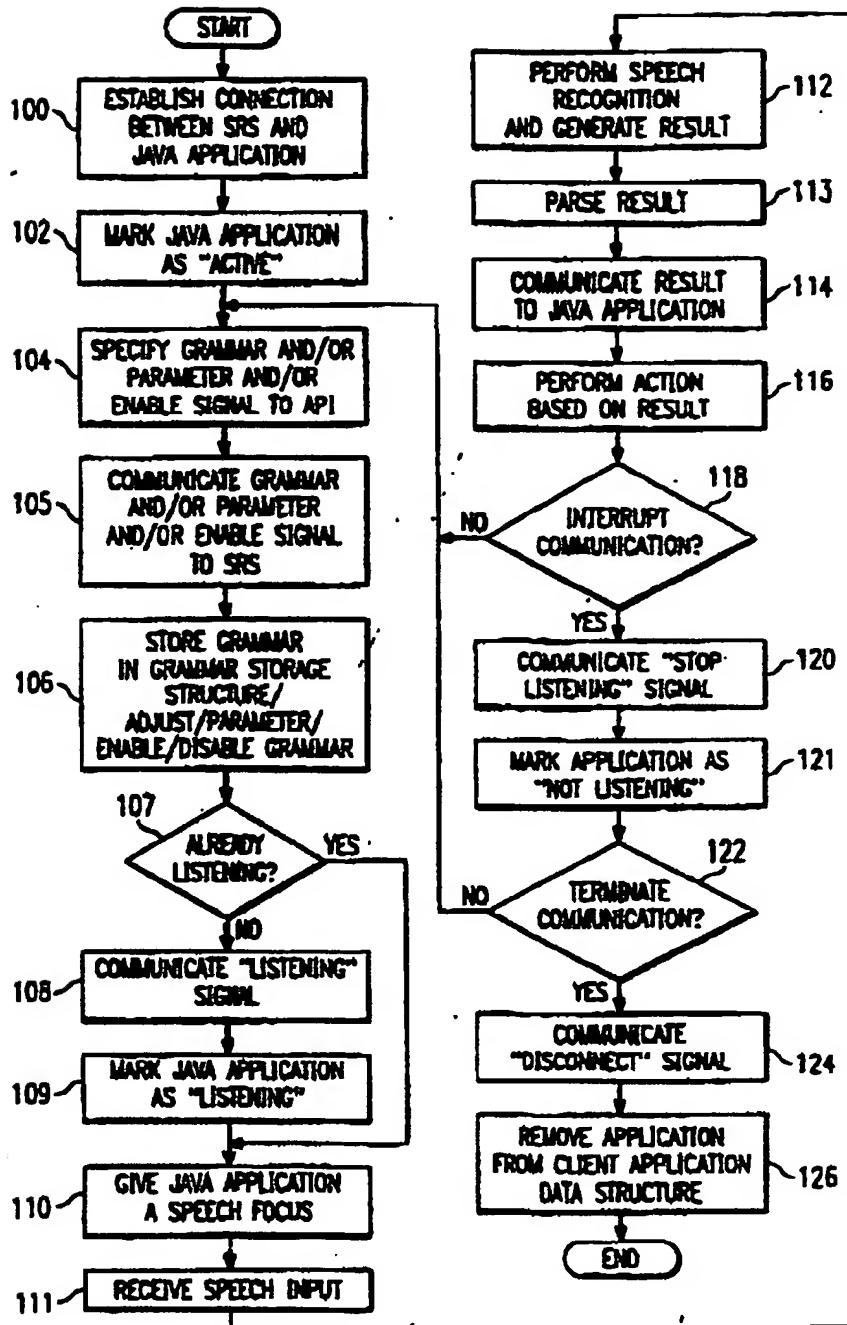 START
100
ESTABLISH CONNECTION
BETWEEN SRS AND
JAVA APPLICATION
102
MARK JAVA APPLICATION
AS "ACTIVE"
104
SPECIFY GRAMMAR AND/OR
PARAMETER AND/OR
ENABLE SIGNAL TO API
105
COMMUNICATE GRAMMAR
AND/OR PARAMETER
AND/OR ENABLE SIGNAL
TO SRS
106
STORE GRAMMAR
IN GRAMMAR STORAGE
STRUCTURE/
ADJUST/PARAMETER/
ENABLE/DISABLE GRAMMAR
107
ALREADY
LISTENING?
YES
NO
108
COMMUNICATE "LISTENING"
SIGNAL
109
MARK JAVA APPLICATION
AS "LISTENING"
110
GIVE JAVA APPLICATION
A SPEECH FOCUS
111
RECEIVE SPEECH INPUT
PERFORM SPEECH
RECOGNITION
AND GENERATE RESULT
112
PARSE RESULT
113
COMMUNICATE RESULT
TO JAVA APPLICATION
114
PERFORM ACTION
BASED ON RESULT
116
118
INTERRUPT
COMMUNICATION?
NO
YES
COMMUNICATE "STOP
LISTENING" SIGNAL
120
MARK APPLICATION AS
"NOT LISTENING"
121
122
TERMINATE
COMMUNICATION?
NO
YES
COMMUNICATE
"DISCONNECT" SIGNAL
124
REMOVE APPLICATION
FROM CLIENT APPLICATION
DATA STRUCTURE
126
END